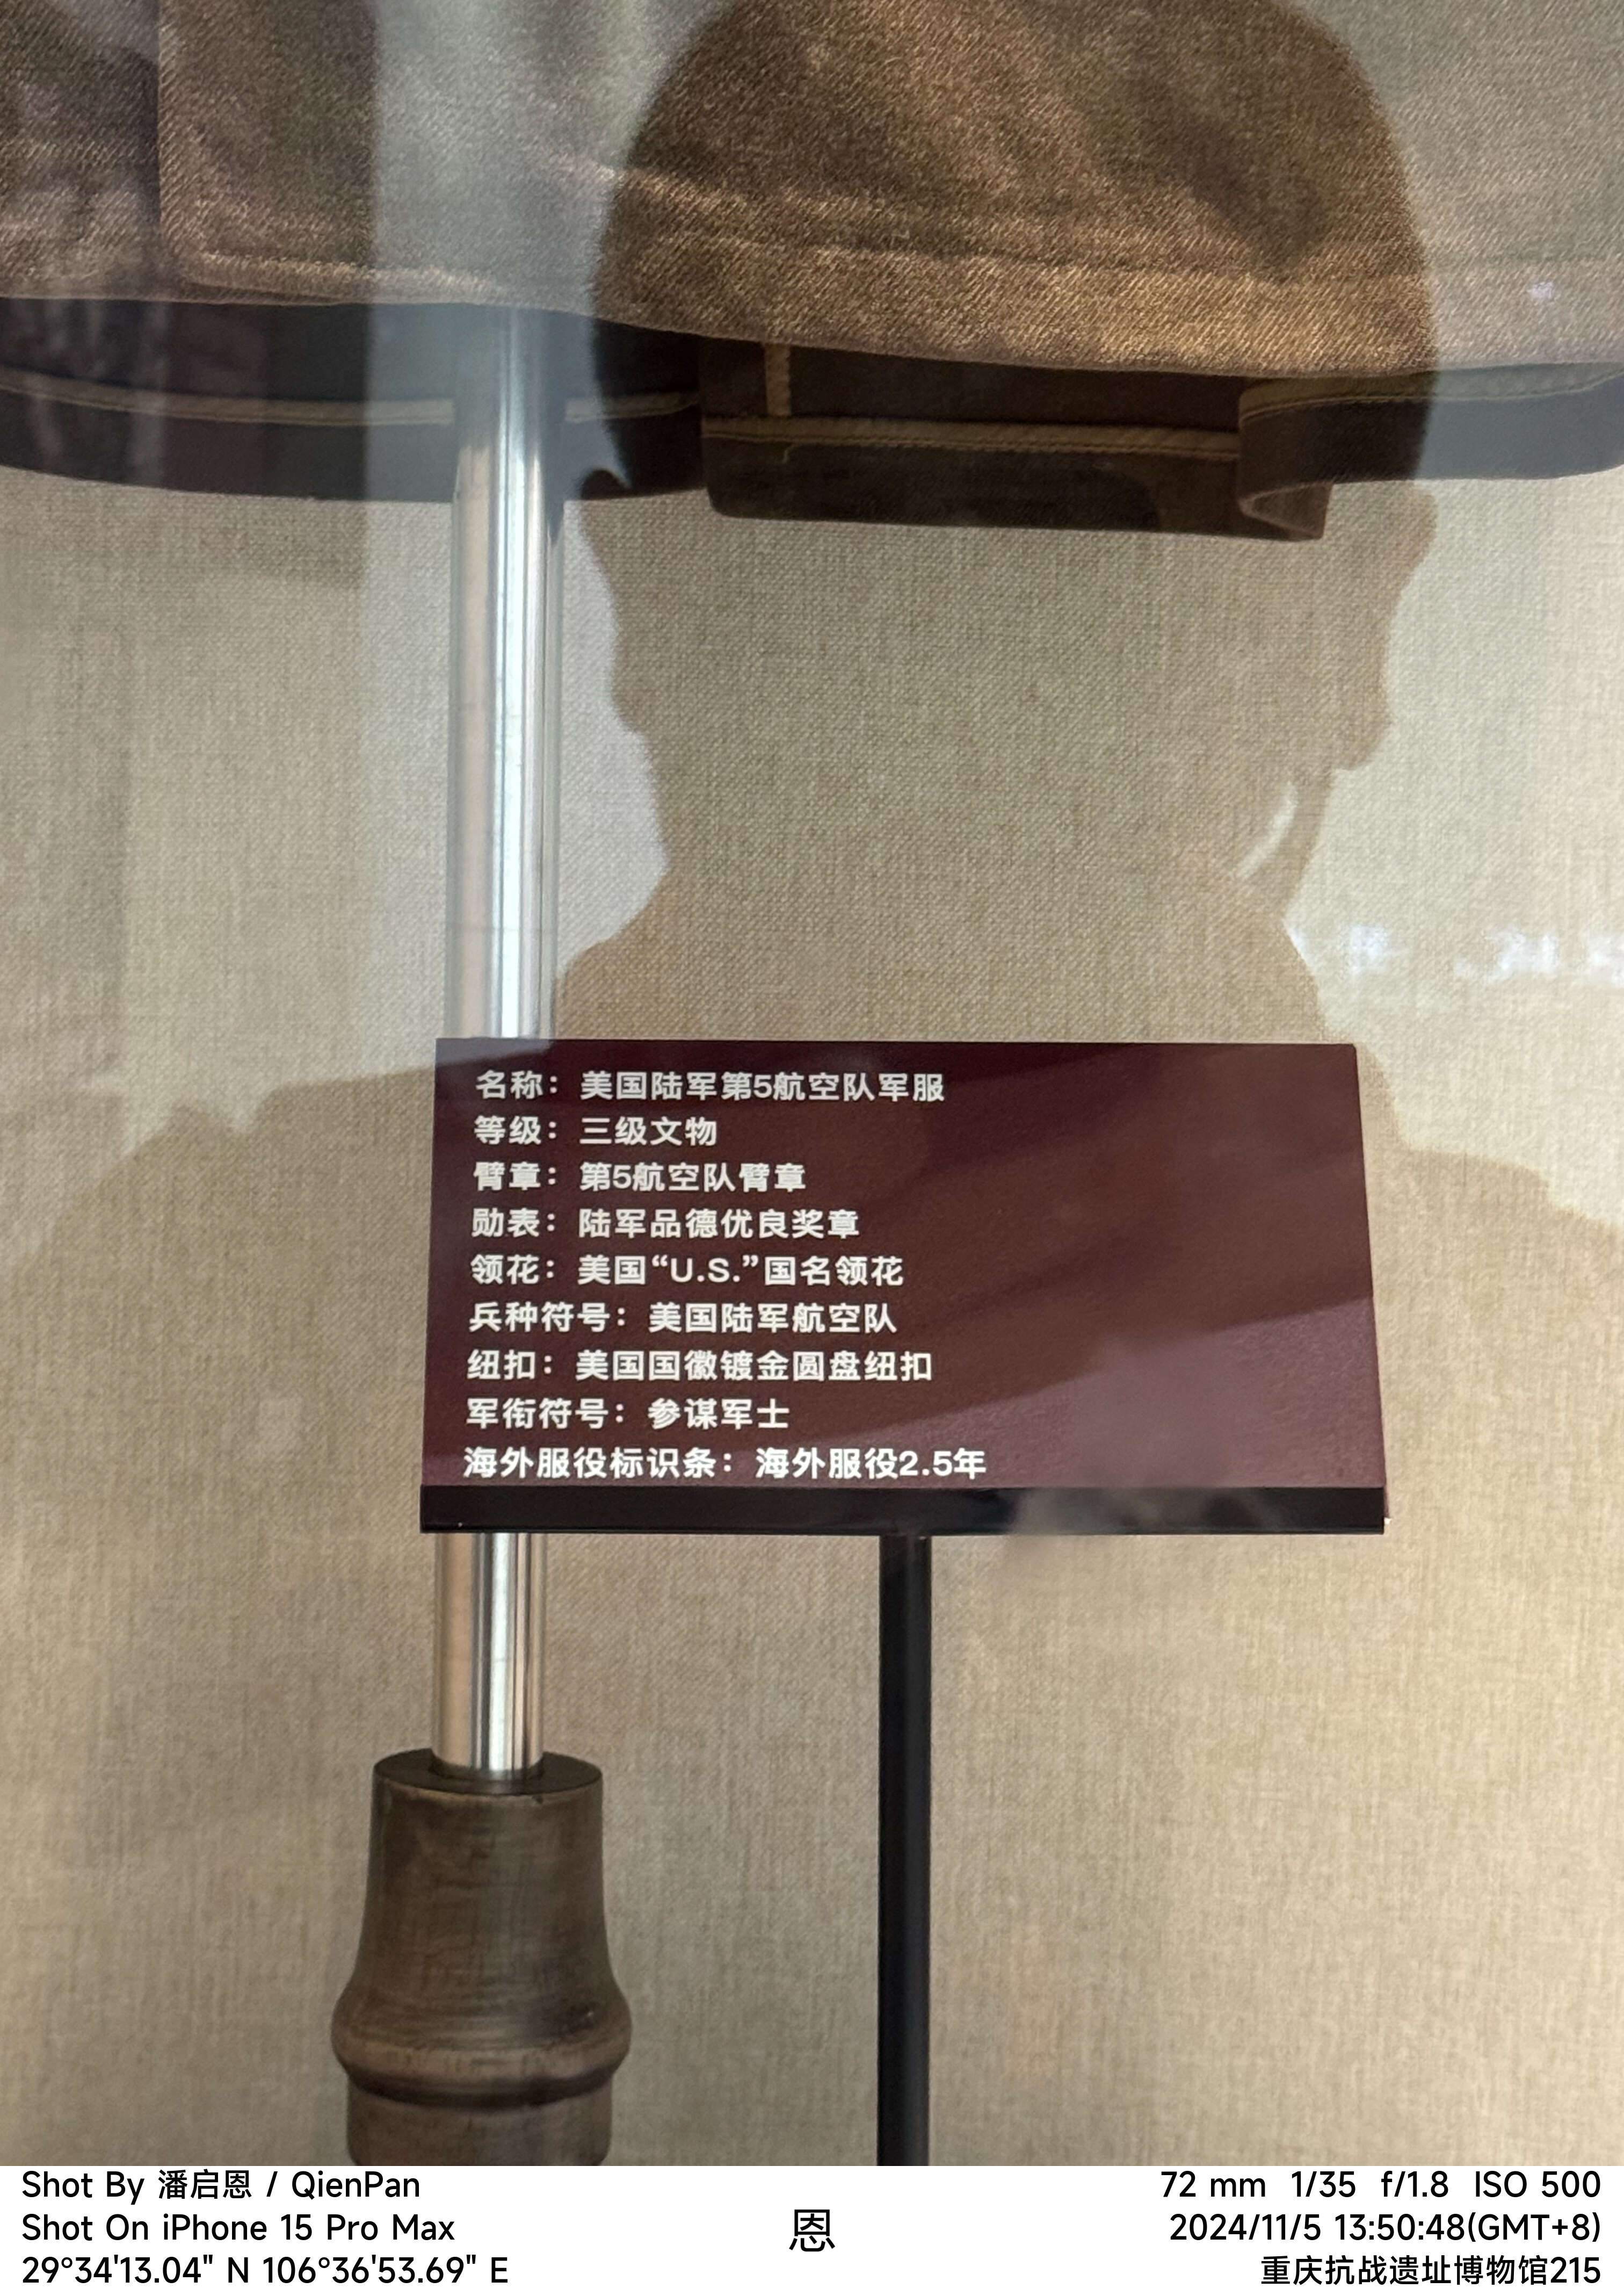 名称：美国陆军第5航空队军服
等级：三级文物
臂章：第5航空队臂章
勋表：陆军品德优良奖章
领花：美国“U.S.”国名领花
兵种符号：美国陆军航空队
纽扣：美国国徽镀金圆盘纽扣
军衔符号：参谋军士
海外服役标识条：海外服役2.5年
Shot By 潘启恩 / QienPan
Shot On iPhone 15 Pro Max
29°34'13.04" N 106°36'53.69" E
恩
72 mm 1/35 f/1.8 ISO 500
2024/11/5 13:50:48(GMT+8)
重庆抗战遗址博物馆215